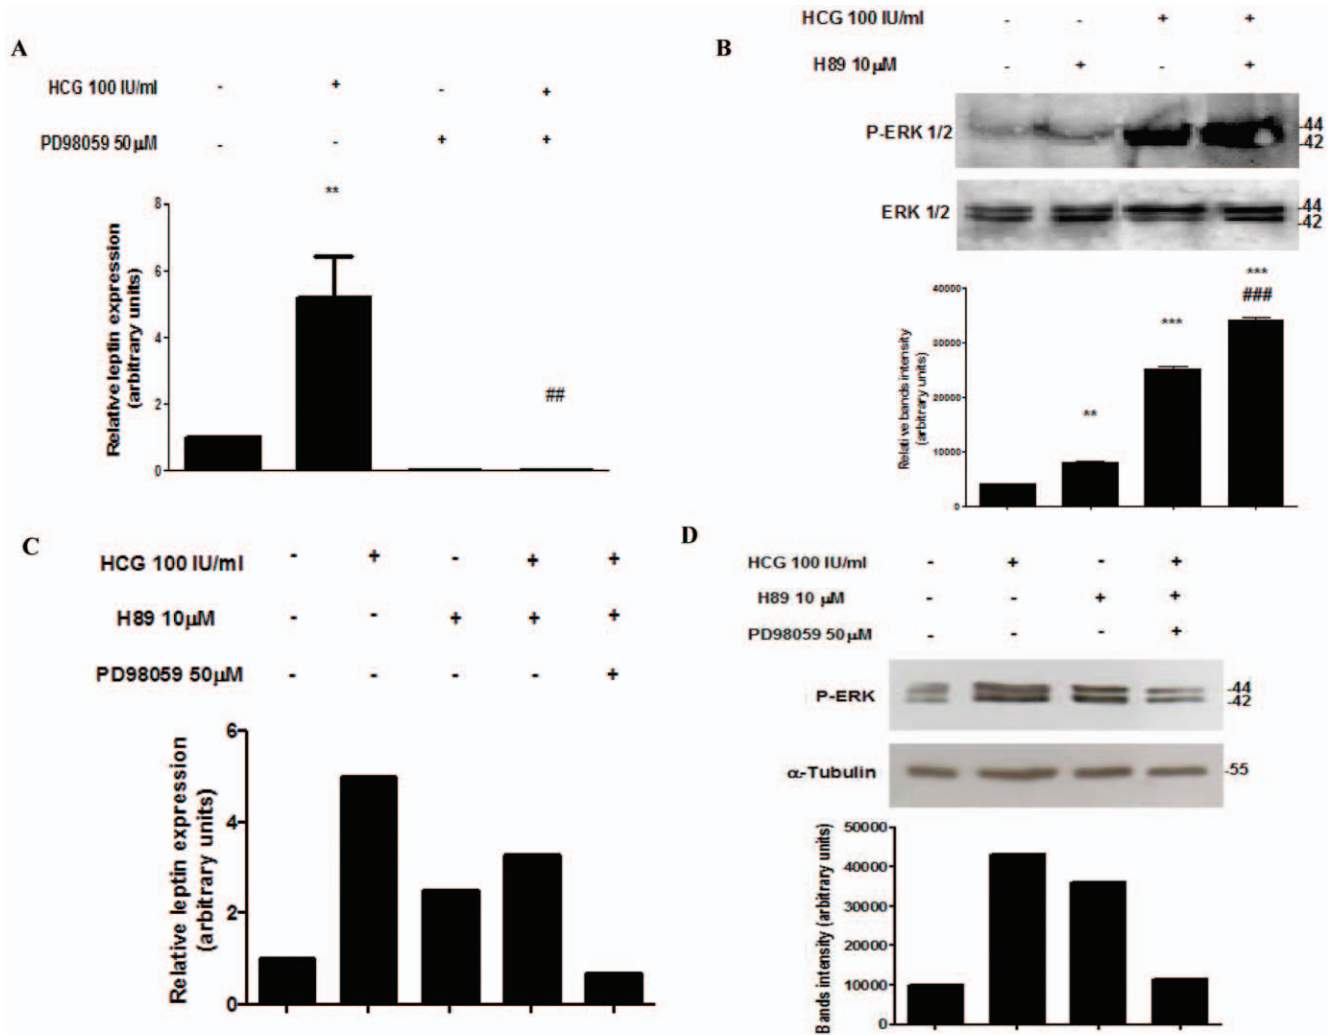 A
HCG 100 IU/ml - + - +
PD98059 50μM - - + +
**
##
Relative leptin expression
(arbitrary units)
8
6
4
2
0
B
HCG 100 IU/ml - - + +
H89 10μM - + - +
P-ERK 1/2
-44
-42
ERK 1/2
-44
-42
***
###
***
**
Relative bands intensity
(arbitrary units)
40000
30000
20000
10000
0
C
HCG 100 IU/ml - + - + +
H89 10μM - - + + +
PD98059 50μM - - - - +
Relative leptin expression
(arbitrary units)
6
4
2
0
D
HCG 100 IU/ml - + - +
H89 10 μM - - + +
PD98059 50μM - - - +
P-ERK
-44
-42
α-Tubulin
-55
Bands intensity (arbitrary units)
50000
40000
30000
20000
10000
0